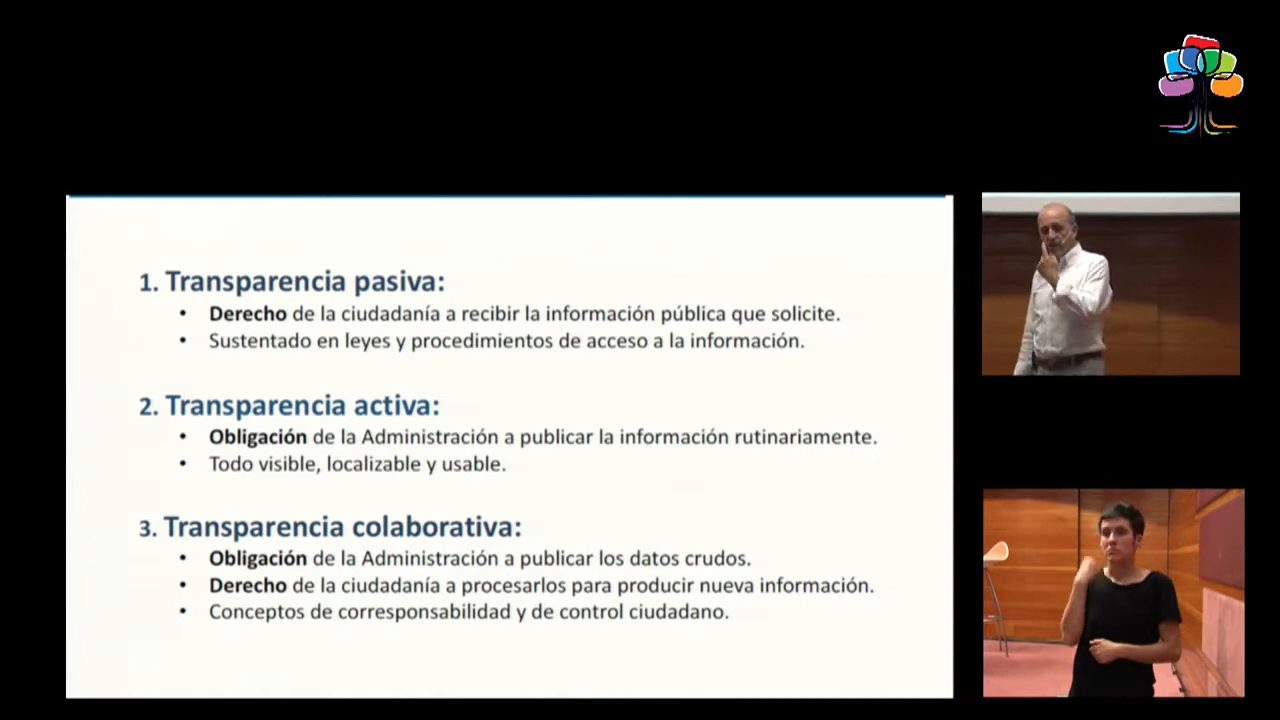 1. Transparencia pasiva:
• Derecho de la ciudadanía a recibir la información pública que solicite.
• Sustentado en leyes y procedimientos de acceso a la información.
2. Transparencia activa:
• Obligación de la Administración a publicar la información rutinariamente.
• Todo visible, localizable y usable.
3. Transparencia colaborativa:
• Obligación de la Administración a publicar los datos crudos.
• Derecho de la ciudadanía a procesarlos para producir nueva información.
• Conceptos de corresponsabilidad y de control ciudadano.